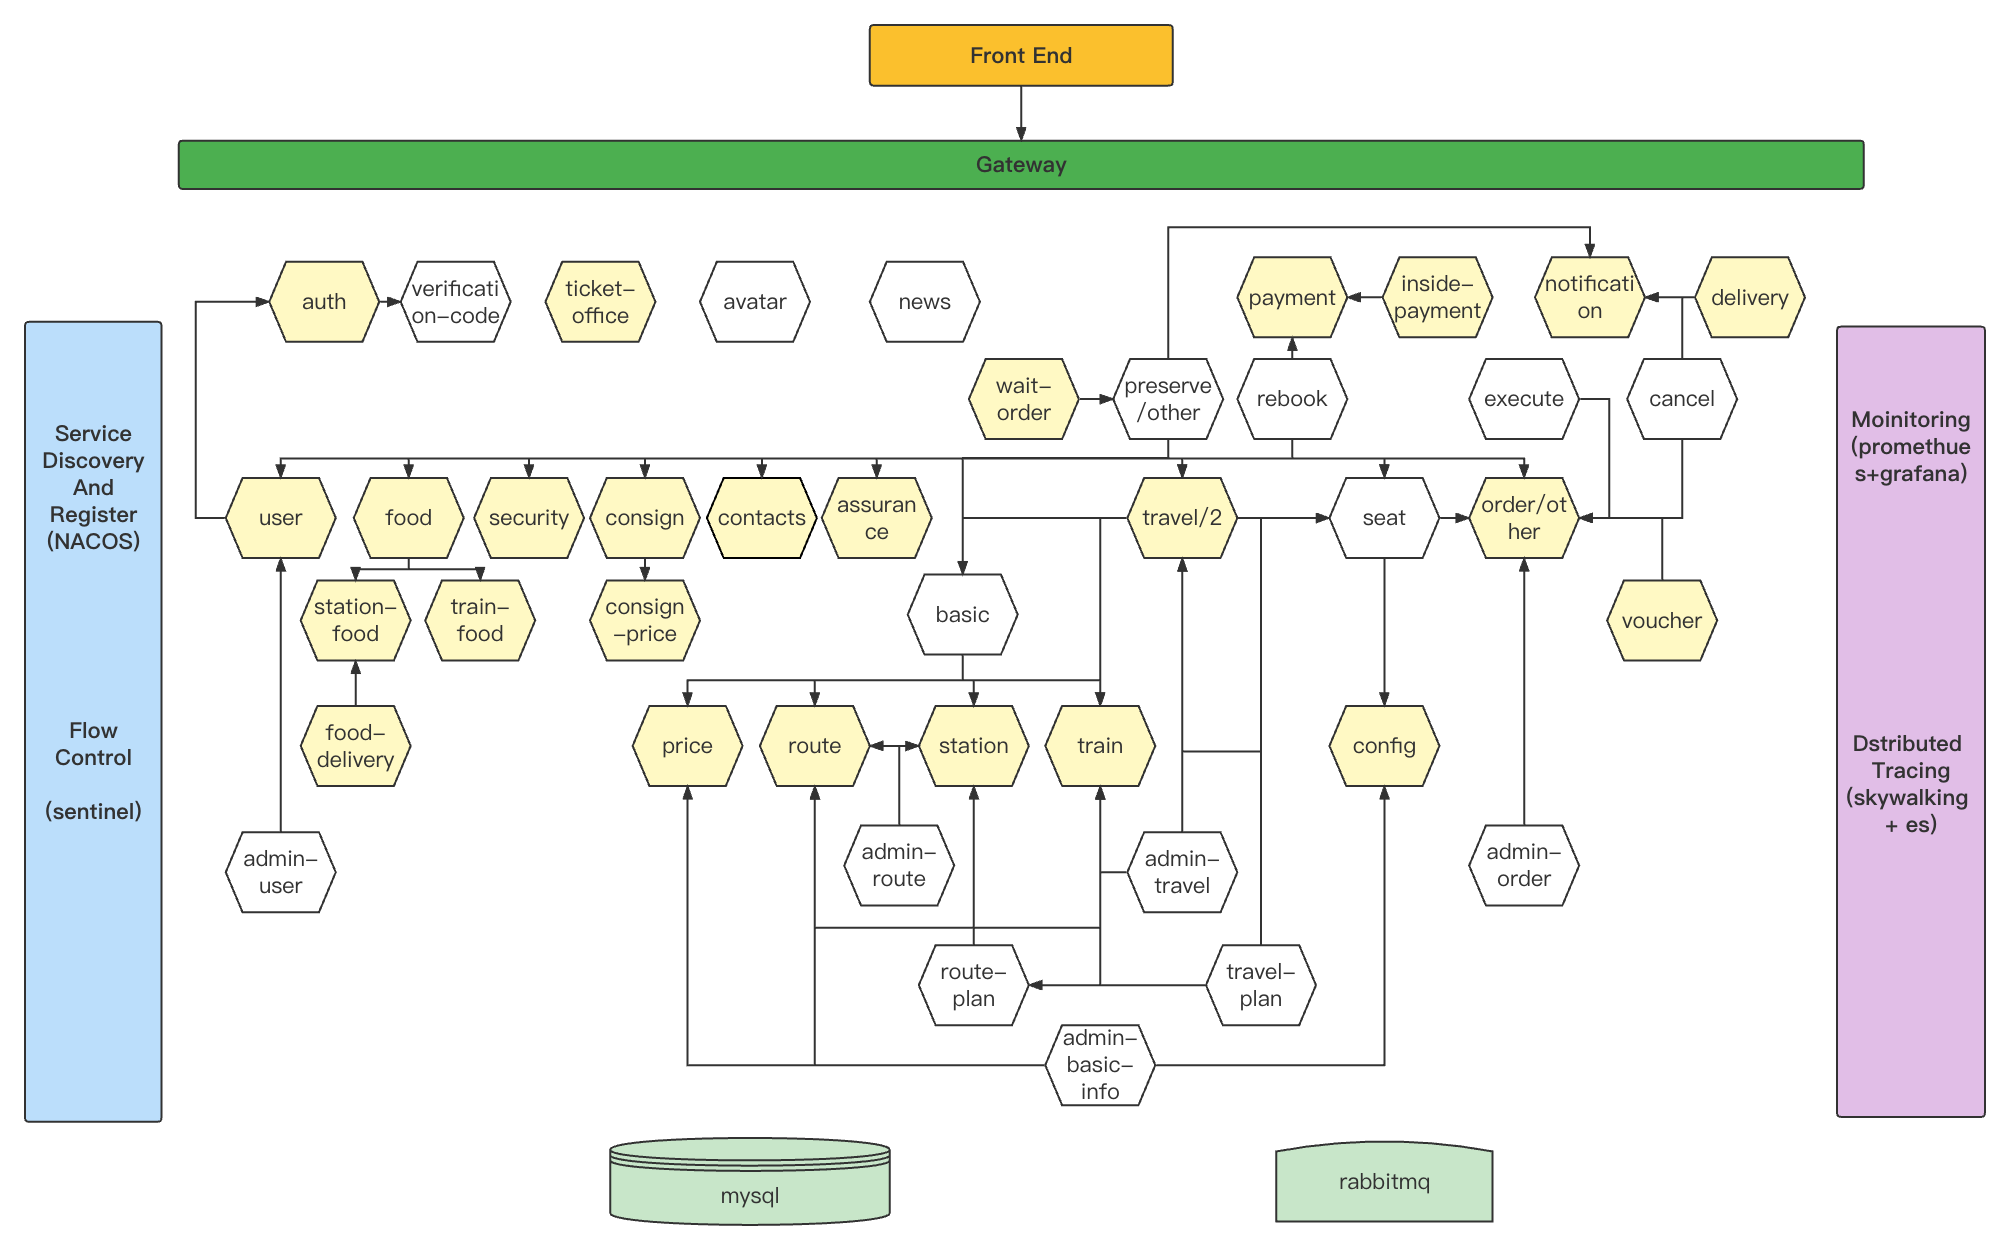 Front End
Gateway
auth
verificati
on-code
ticket-
office
avatar
news
payment
inside-
payment
notificati
on
delivery
wait-
order
preserve
/other
rebook
execute
cancel
Service
Discovery
And
Register
(NACOS)
Flow
Control
(sentinel)
Moinitoring
(promethue
s+grafana)
Dstributed
Tracing
(skywalking
+ es)
user
food
security
consign
contacts
assuran
ce
travel/2
seat
order/ot
her
station-
food
train-
food
consign
-price
basic
voucher
food-
delivery
price
route
station
train
config
admin-
user
admin-
route
admin-
travel
admin-
order
route-
plan
travel-
plan
admin-
basic-
info
mysql
rabbitmq